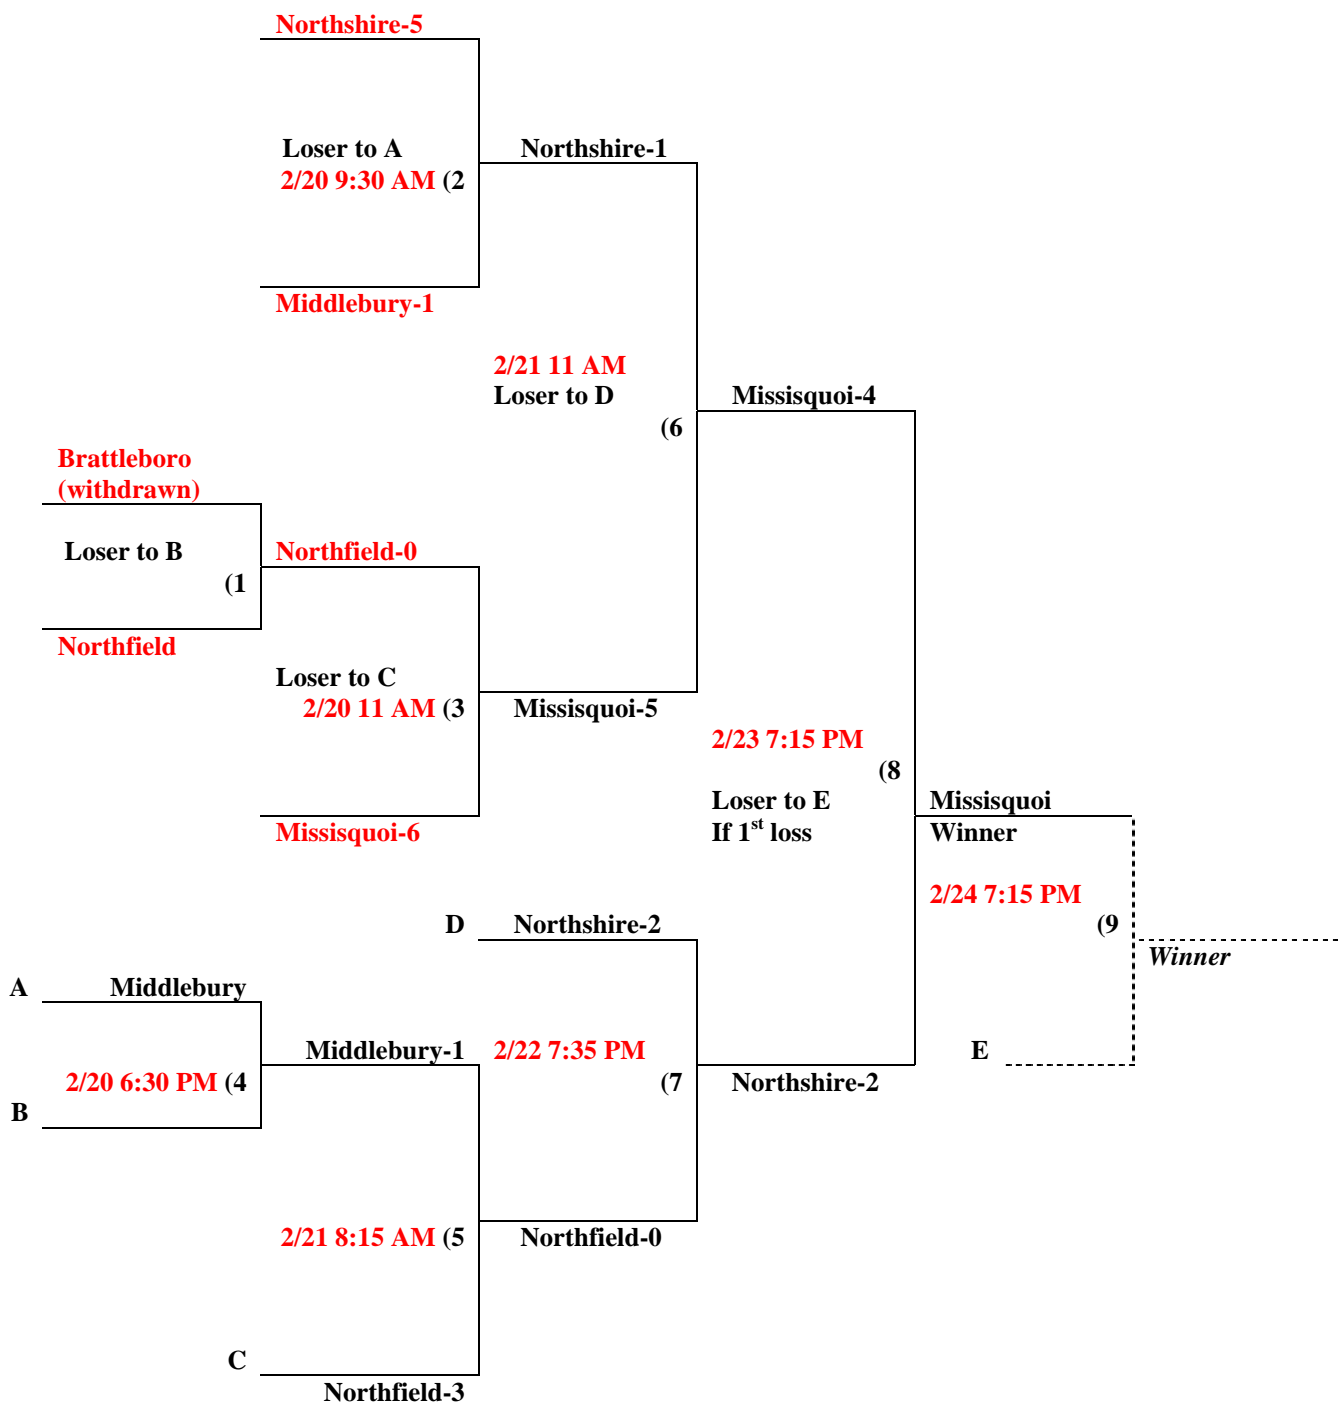 Northshire-5
Loser to A
Northshire-1
2/20 9:30 AM (2
Middlebury-1
2/21 11 AM
Loser to D
Missisquoi-4
(6
Brattleboro
(withdrawn)
Loser to B
Northfield-0
(1
Northfield
Loser to C
2/20 11 AM (3
Missisquoi-5
2/23 7:15 PM
(8
Loser to E
If 1st loss
Missisquoi
Winner
Missisquoi-6
2/24 7:15 PM
(9
D Northshire-2
Winner
A Middlebury
Middlebury-1
2/22 7:35 PM
E
2/20 6:30 PM (4
(7
Northshire-2
B
2/21 8:15 AM (5
Northfield-0
C
Northfield-3